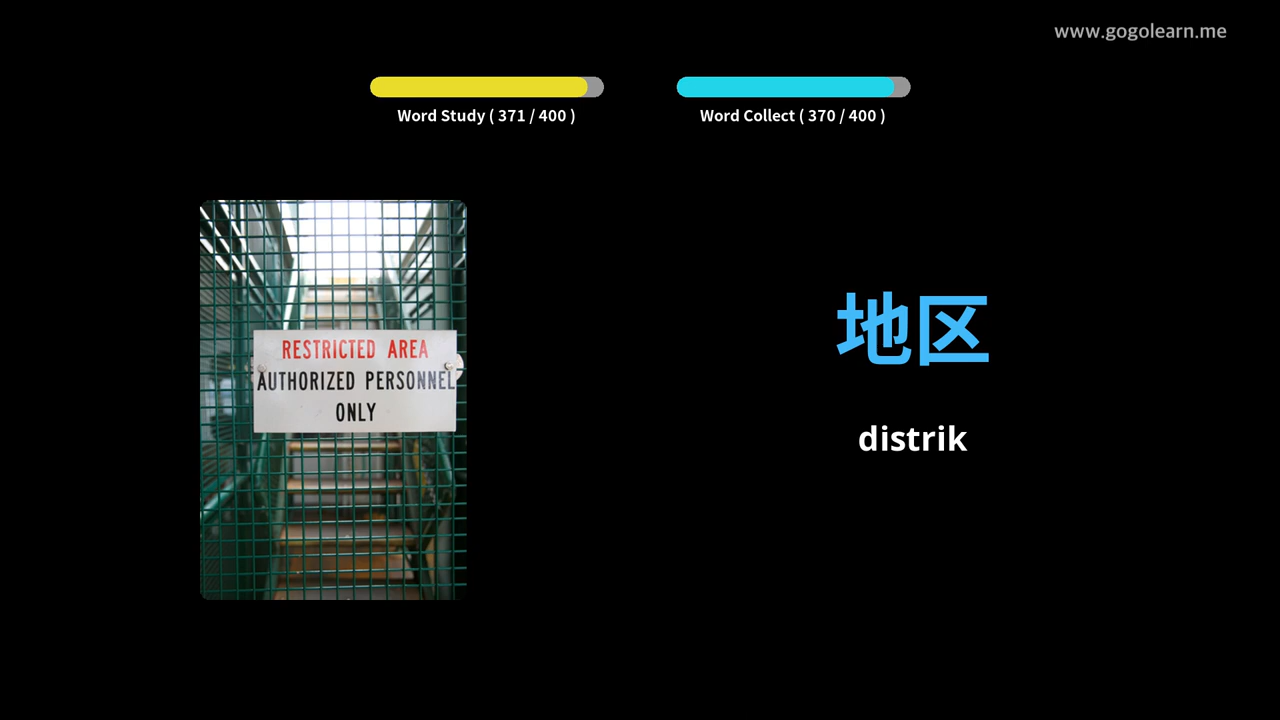 www.gogolearn.me
Word Study ( 371 / 400 )
Word Collect ( 370 / 400 )
RESTRICTED AREA
AUTHORIZED PERSONNEL
ONLY
地区
distrik